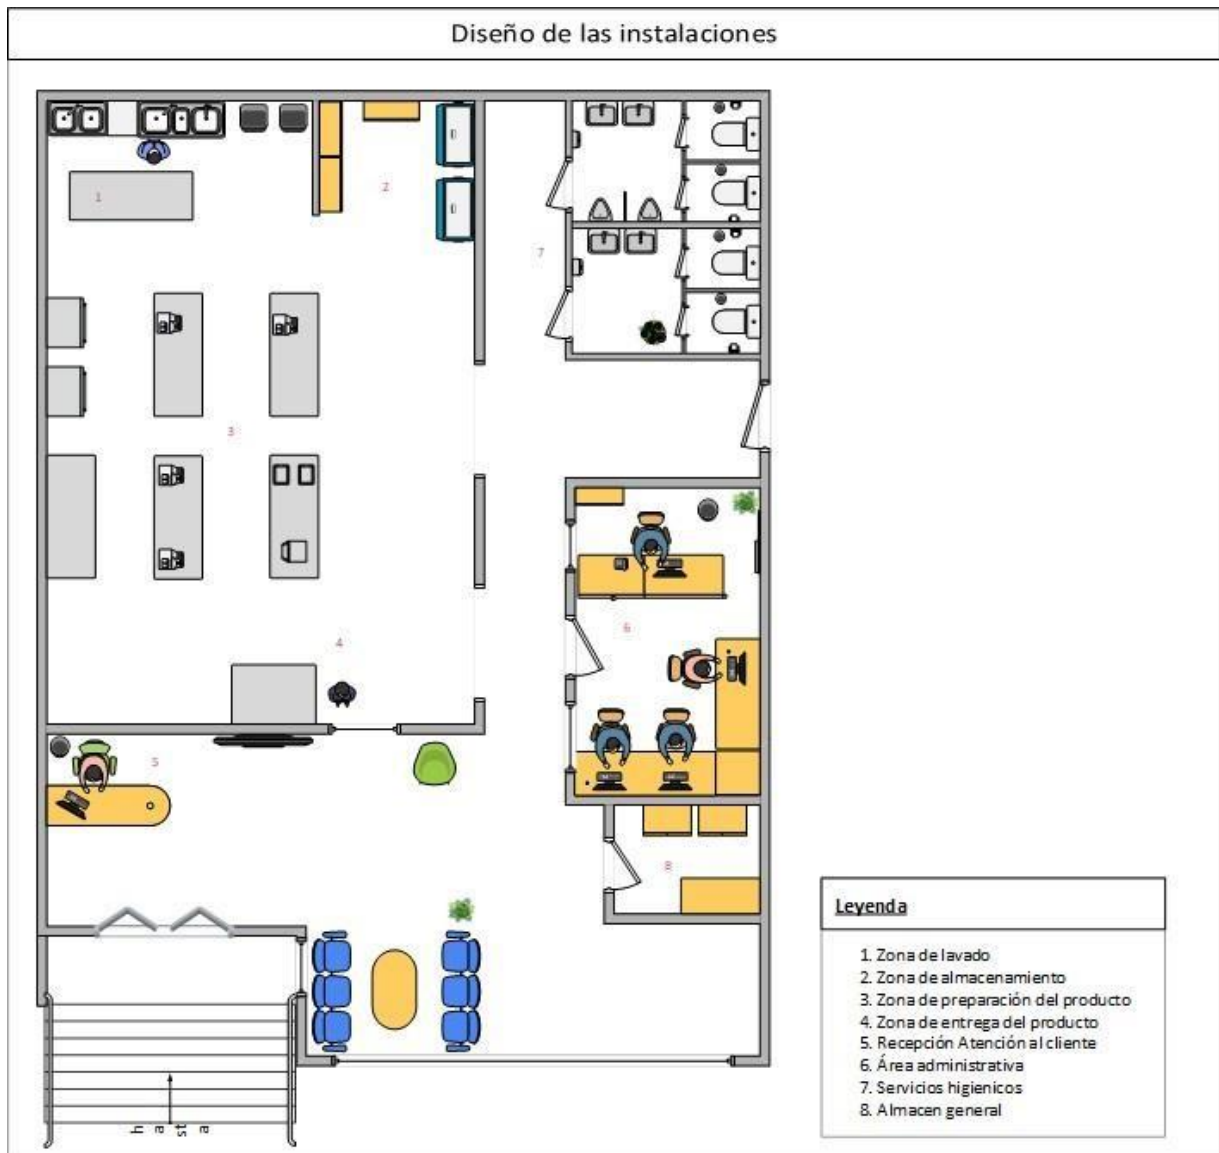 Diseño de las instalaciones
1
2
7
3
4
6
5
8
Leyenda
1. Zona de lavado
2. Zona de almacenamiento
3. Zona de preparación del producto
4. Zona de entrega del producto
5. Recepción Atención al cliente
6. Área administrativa
7. Servicios higienicos
8. Almacen general
hasta